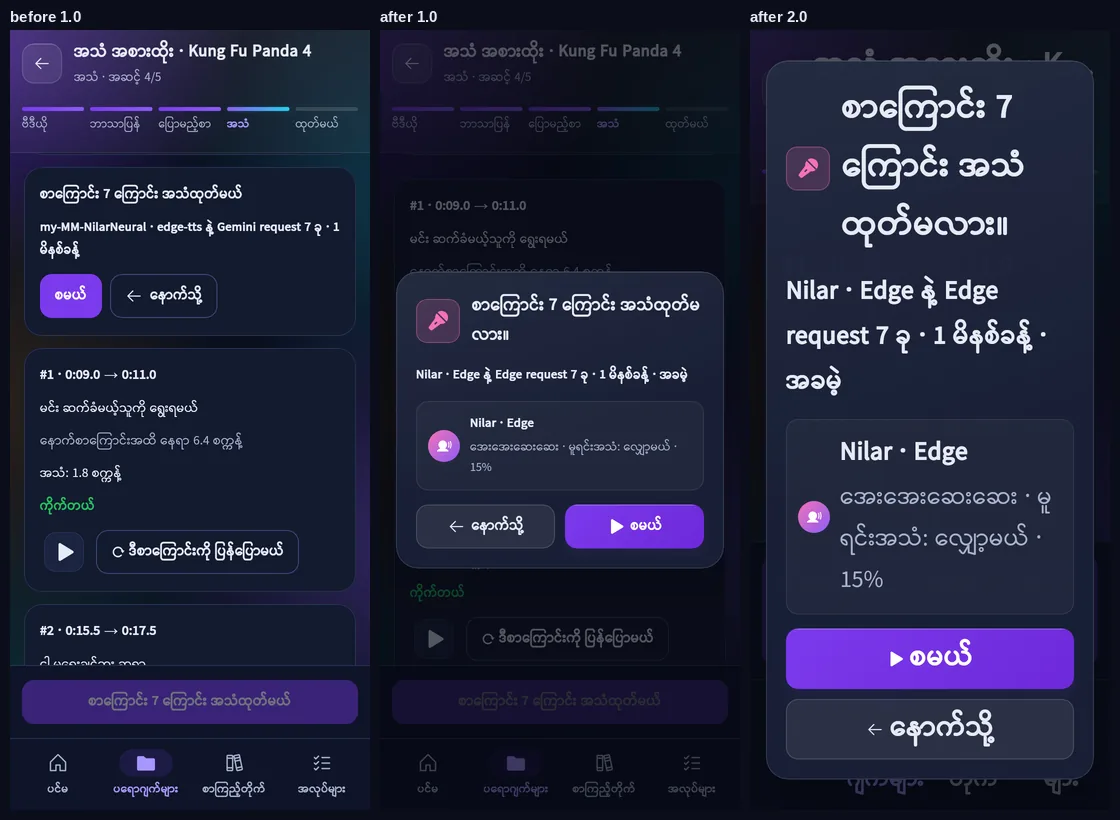 before 1.0
အသံ အစားထိုး · Kung Fu Panda 4
အသံ · အဆင့် 4/5
ဗီဒီယို
ဘာသာပြန်
ပြောမည့်စာ
အသံ
ထုတ်မယ်
စာကြောင်း 7 ကြောင်း အသံထုတ်မယ်
my-MM-NilarNeural · edge-tts နဲ့ Gemini request 7 ခု · 1
မိနစ်ခန့်
စမယ်
← နောက်သို့
#1 · 0:09.0 → 0:11.0
မင်း ဆက်ခံမယ့်သူကို ရွေးရမယ်
နောက်စာကြောင်းအထိ နေရာ 6.4 စက္ကန့်
အသံ: 1.8 စက္ကန့်
ကိုက်တယ်
ဒီစာကြောင်းကို ပြန်ပြောမယ်
#2 · 0:15.5 → 0:17.5
စာကြောင်း 7 ကြောင်း အသံထုတ်မယ်
ပင်မ
ပရောဂျက်များ
စာကြည့်တိုက်
အလုပ်များ
after 1.0
အသံ အစားထိုး · Kung Fu Panda 4
အသံ · အဆင့် 4/5
ဗီဒီယို
ဘာသာပြန်
ပြောမည့်စာ
အသံ
ထုတ်မယ်
#1 · 0:09.0 → 0:11.0
မင်း ဆက်ခံမယ့်သူကို ရွေးရမယ်
စာကြောင်း 7 ကြောင်း အသံထုတ်မ
လား။
Nilar · Edge နဲ့ Edge request 7 ခု · 1 မိနစ်ခန့် · အခမဲ့
Nilar · Edge
အေးအေးဆေးဆေး · မူရင်းအသံ: လျှော့မယ် ·
15%
← နောက်သို့
▶ စမယ်
ကိုက်တယ်
ဒီစာကြောင်းကို ပြန်ပြောမယ်
စာကြောင်း 7 ကြောင်း အသံထုတ်မယ်
ပင်မ
ပရောဂျက်များ
စာကြည့်တိုက်
အလုပ်များ
after 2.0
စာကြောင်း 7
ကြောင်း အသံ
ထုတ်မလား။
Nilar · Edge နဲ့ Edge
request 7 ခု · 1 မိနစ်ခန့် ·
အခမဲ့
Nilar · Edge
အေးအေးဆေးဆေး · မူ
ရင်းအသံ: လျှော့မယ် ·
15%
▶ စမယ်
← နောက်သို့